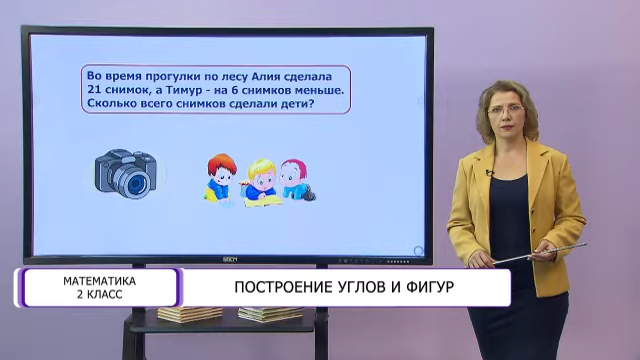 Во время прогулки по лесу Алия сделала
21 снимок, а Тимур - на 6 снимков меньше.
Сколько всего снимков сделали дети?
МАТЕМАТИКА
2 КЛАСС
ПОСТРОЕНИЕ УГЛОВ И ФИГУР